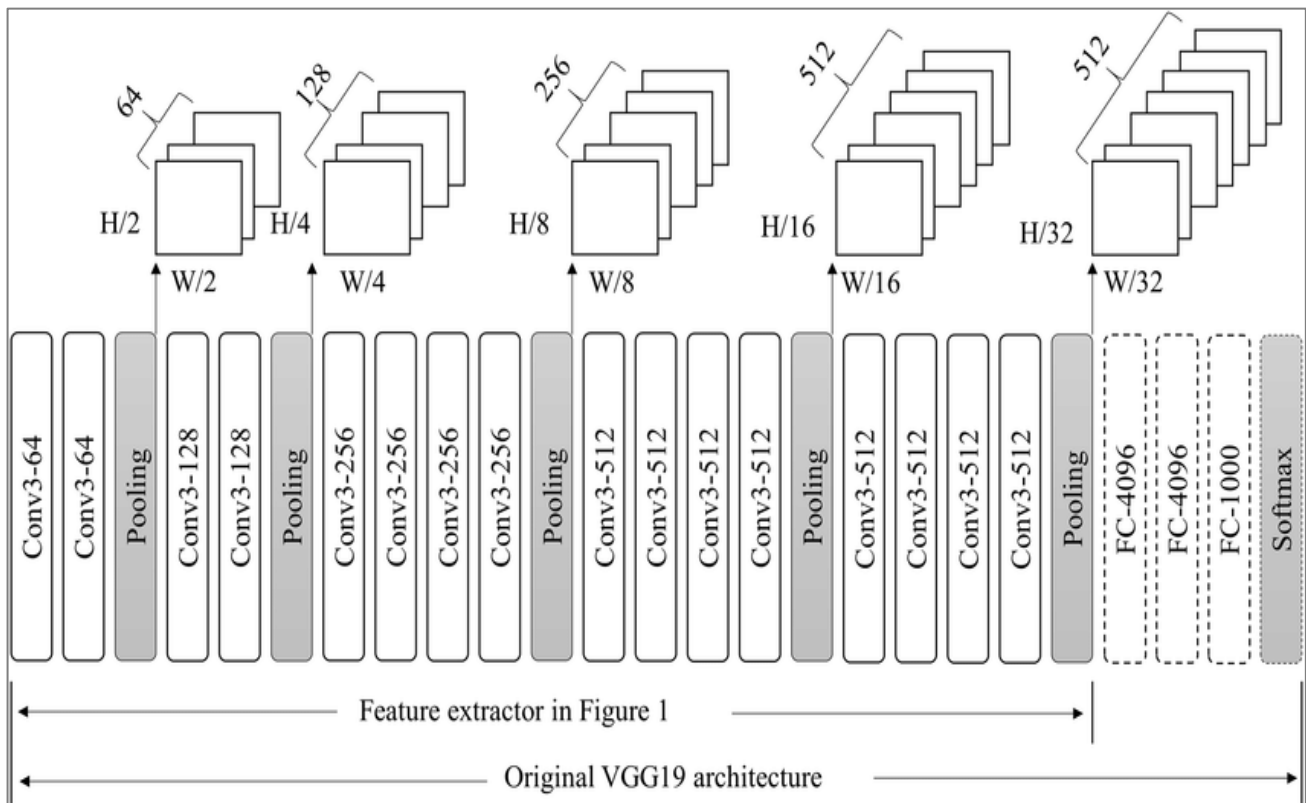 64
128
256
512
512
H/2
H/4
H/8
H/16
H/32
W/2
W/4
W/8
W/16
W/32
Conv3-64
Conv3-64
Pooling
Conv3-128
Conv3-128
Pooling
Conv3-256
Conv3-256
Conv3-256
Conv3-256
Pooling
Conv3-512
Conv3-512
Conv3-512
Conv3-512
Pooling
Conv3-512
Conv3-512
Conv3-512
Conv3-512
Pooling
FC-4096
FC-4096
FC-1000
Softmax
Feature extractor in Figure 1
Original VGG19 architecture